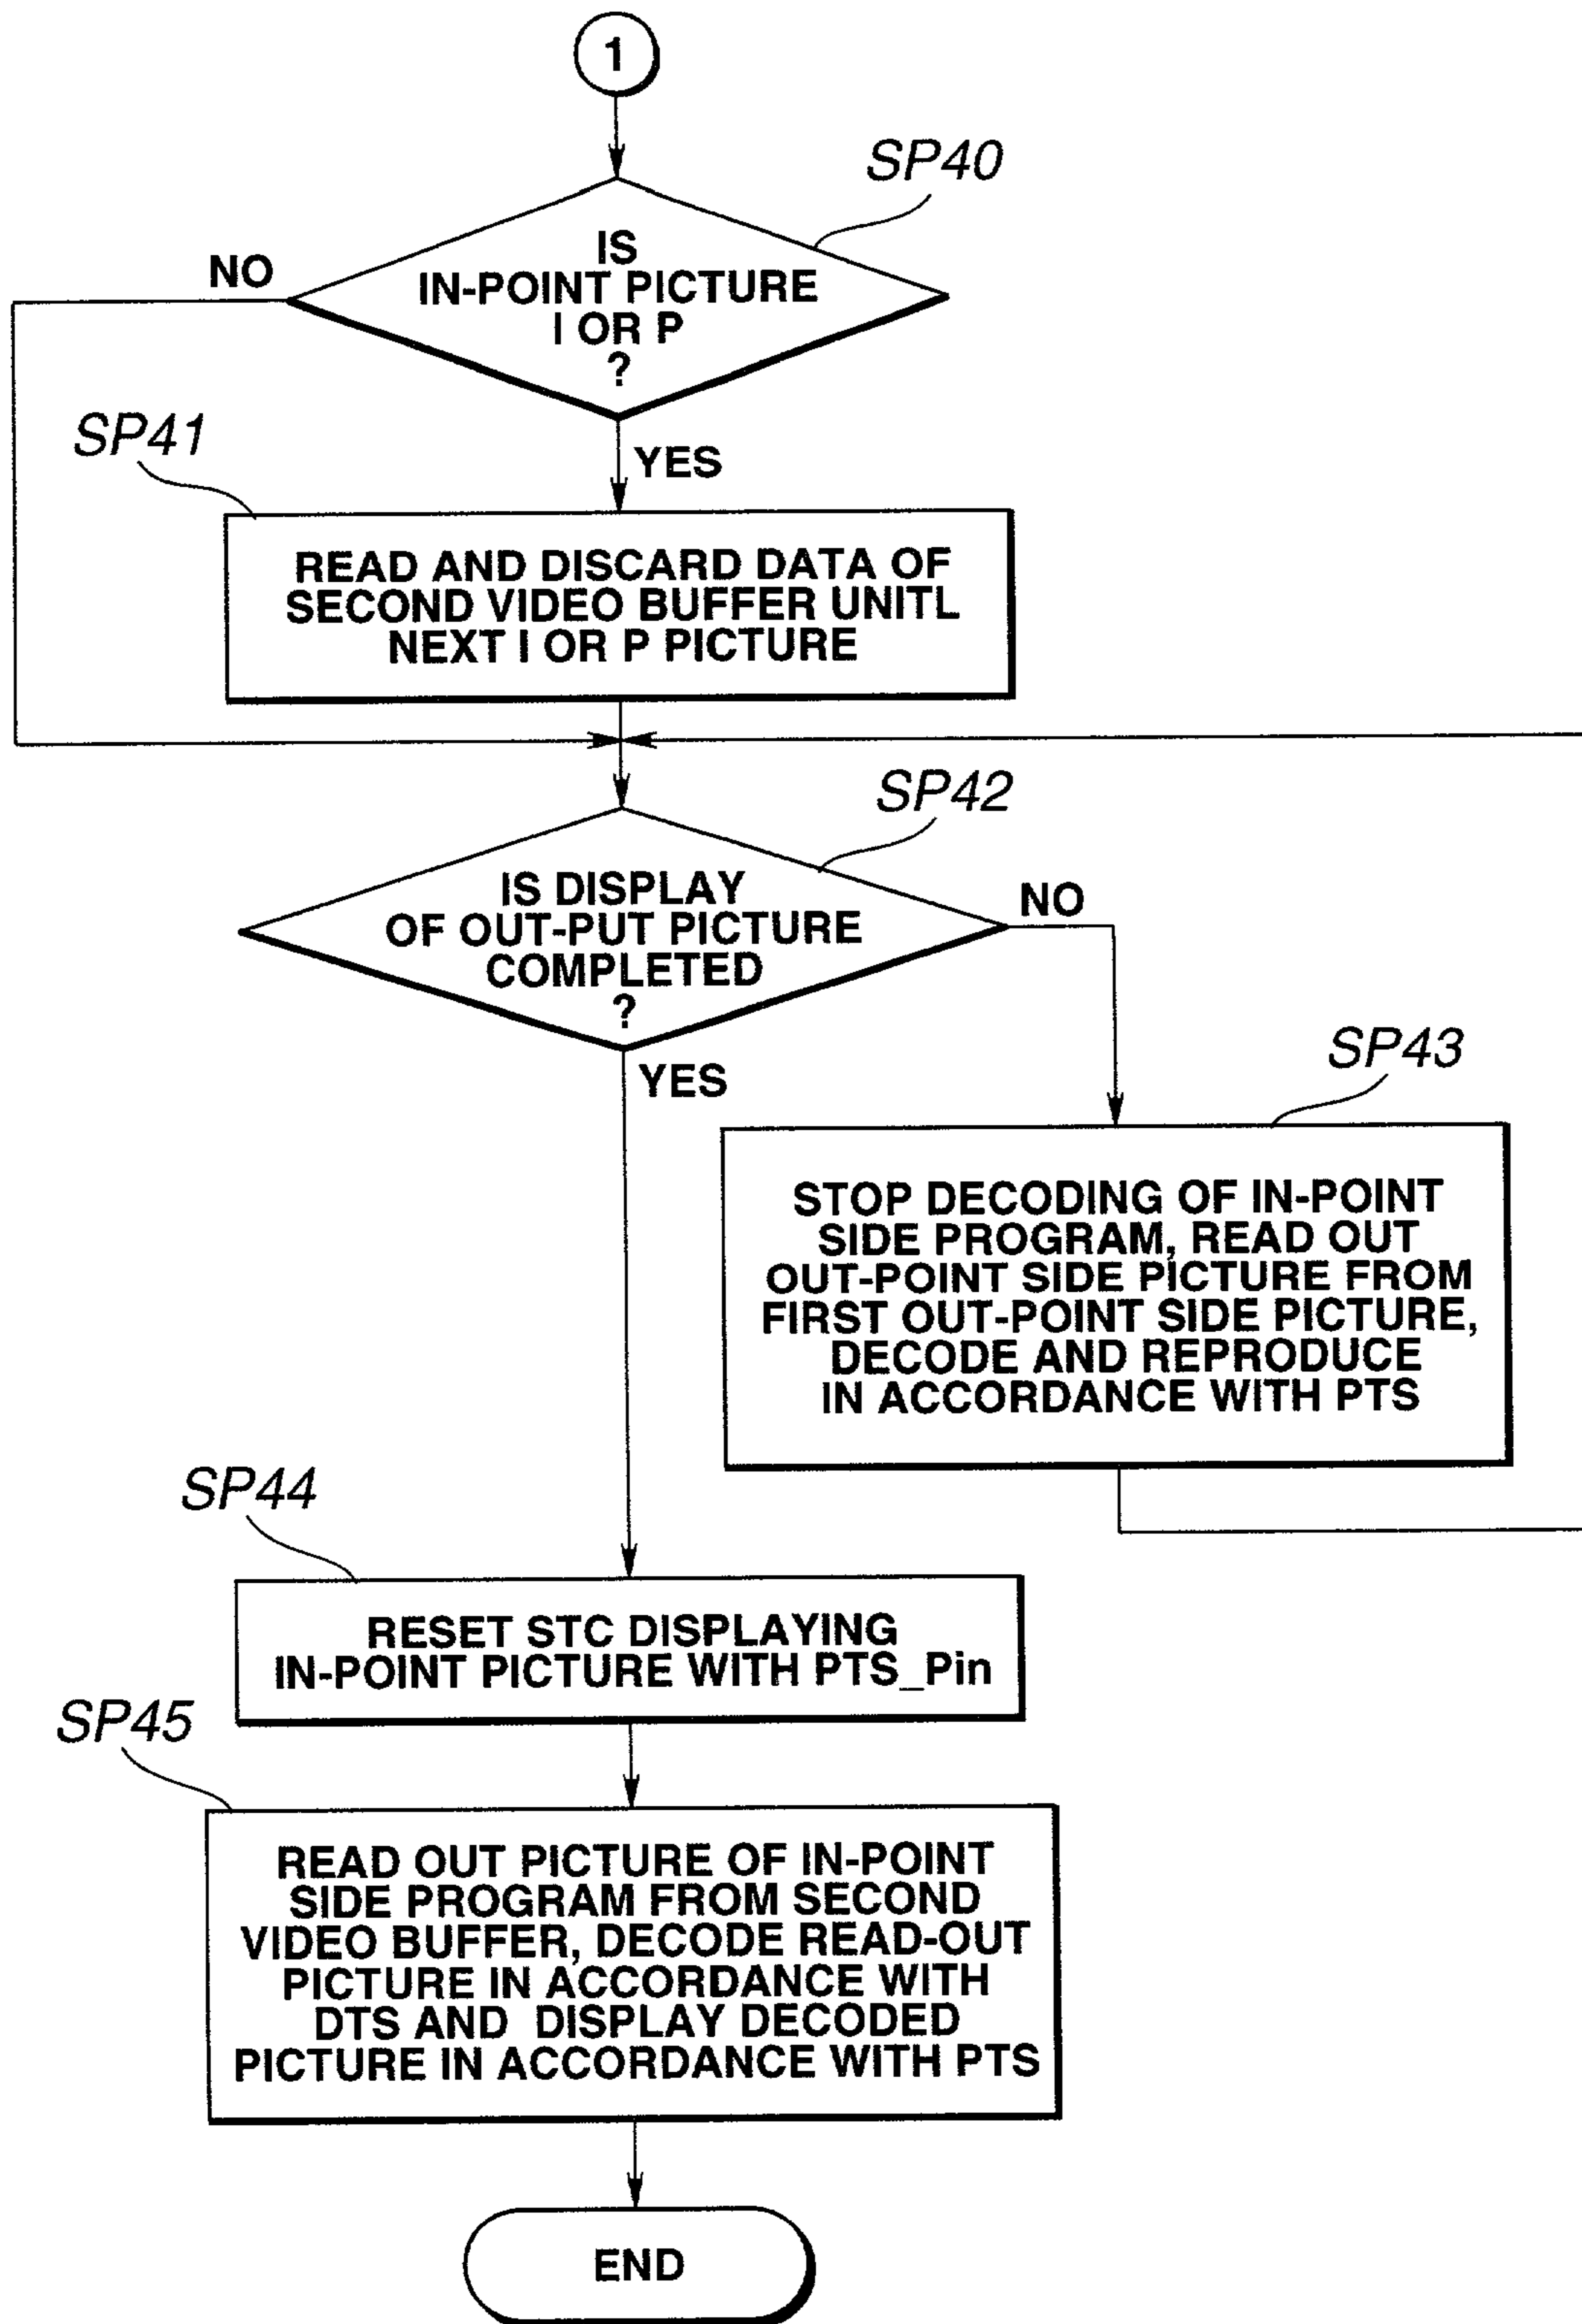 1
SP40
IS
IN-POINT PICTURE
I OR P
?
NO
YES
SP41
READ AND DISCARD DATA OF
SECOND VIDEO BUFFER UNITL
NEXT I OR P PICTURE
SP42
IS DISPLAY
OF OUT-PUT PICTURE
COMPLETED
?
NO
YES
SP43
STOP DECODING OF IN-POINT
SIDE PROGRAM, READ OUT
OUT-POINT SIDE PICTURE FROM
FIRST OUT-POINT SIDE PICTURE,
DECODE AND REPRODUCE
IN ACCORDANCE WITH PTS
SP44
RESET STC DISPLAYING
IN-POINT PICTURE WITH PTS_Pin
SP45
READ OUT PICTURE OF IN-POINT
SIDE PROGRAM FROM SECOND
VIDEO BUFFER, DECODE READ-OUT
PICTURE IN ACCORDANCE WITH
DTS AND DISPLAY DECODED
PICTURE IN ACCORDANCE WITH PTS
END